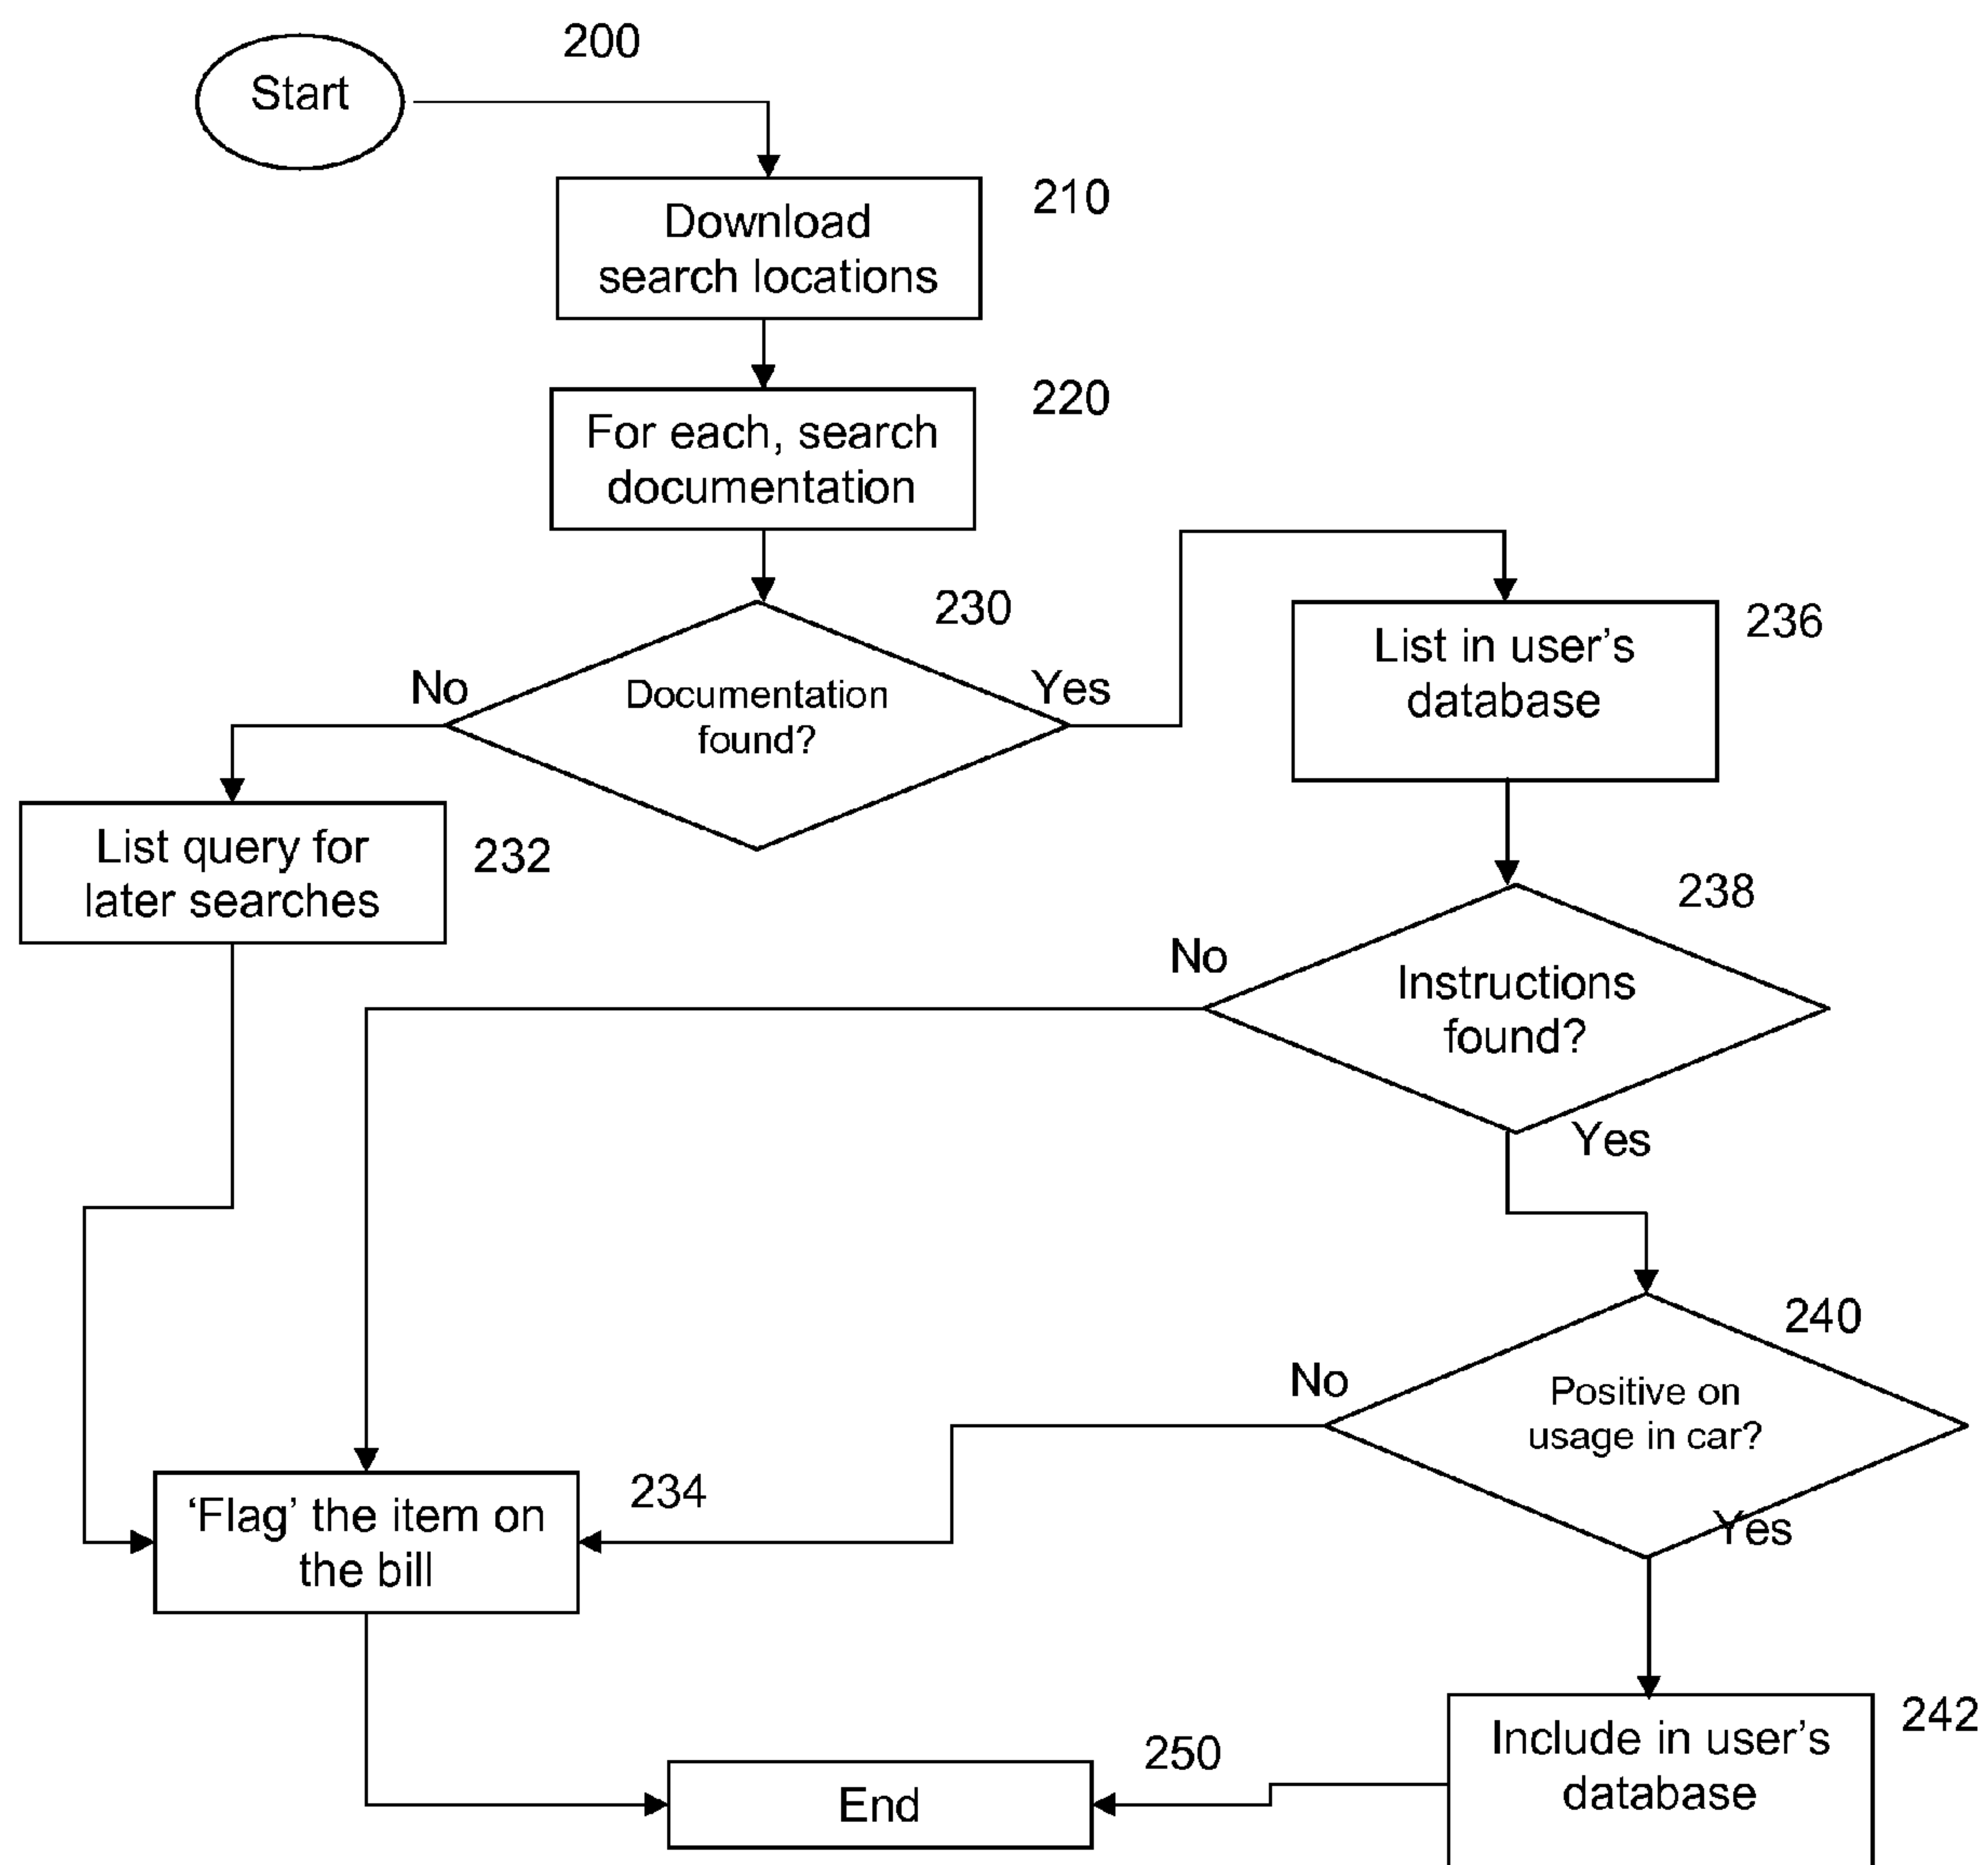 200
Start
210
Download
search locations
220
For each, search
documentation
230
Documentation
found?
No
Yes
236
List in user’s
database
List query for
later searches
232
238
Instructions
found?
No
Yes
240
Positive on
usage in car?
No
Yes
234
‘Flag’ the item on
the bill
242
Include in user’s
database
250
End